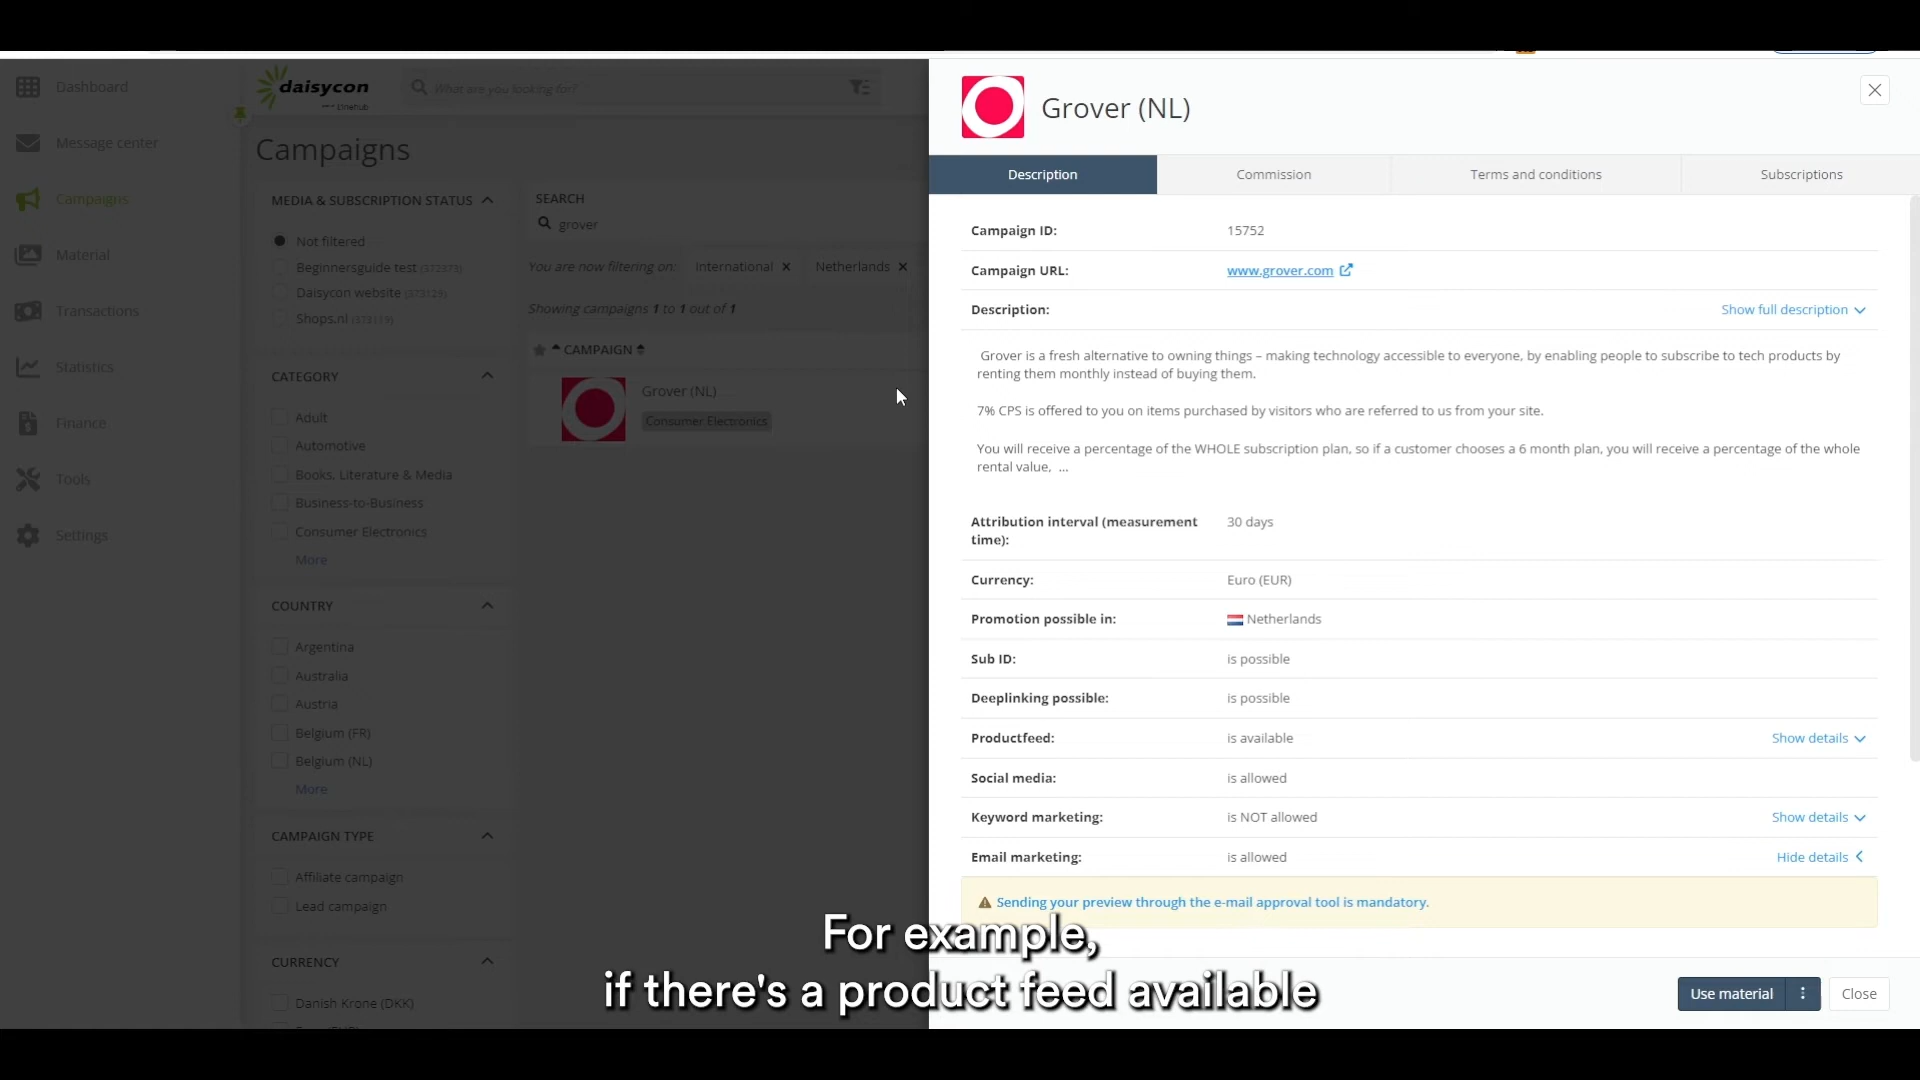 Dashboard
Message center
Campaigns
Material
Transactions
Statistics
Finance
Tools
Settings
daisycon
What are you looking for?
Campaigns
MEDIA & SUBSCRIPTION STATUS
Not filtered
Beginnersguide test (372373)
Daisycon website (373129)
Shops.nl (373119)
CATEGORY
Adult
Automotive
Books, Literature & Media
Business-to-Business
Consumer Electronics
More
COUNTRY
Argentina
Australia
Austria
Belgium (FR)
Belgium (NL)
More
CAMPAIGN TYPE
Affiliate campaign
Lead campaign
CURRENCY
Danish Krone (DKK)
SEARCH
grover
You are now filtering on: International × Netherlands ×
Showing campaigns 1 to 1 out of 1
CAMPAIGN
Grover (NL)
Consumer Electronics
Grover (NL)
Description Commission Terms and conditions Subscriptions
Campaign ID: 15752
Campaign URL: www.grover.com
Description: Show full description
Grover is a fresh alternative to owning things – making technology accessible to everyone, by enabling people to subscribe to tech products by
renting them monthly instead of buying them.
7% CPS is offered to you on items purchased by visitors who are referred to us from your site.
You will receive a percentage of the WHOLE subscription plan, so if a customer chooses a 6 month plan, you will receive a percentage of the whole
rental value, ...
Attribution interval (measurement 30 days
time):
Currency: Euro (EUR)
Promotion possible in: Netherlands
Sub ID: is possible
Deeplinking possible: is possible
Productfeed: is available Show details
Social media: is allowed
Keyword marketing: is NOT allowed Show details
Email marketing: is allowed Hide details
Sending your preview through the e-mail approval tool is mandatory.
Use material Close
For example,
if there's a product feed available